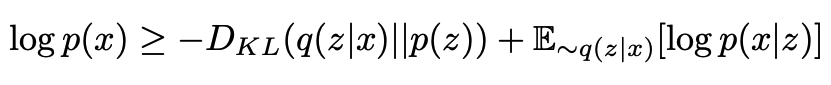 log p(x) ≥ −D_{KL}(q(z|x)||p(z)) + 𝔼_{∼q(z|x)}[log p(x|z)]